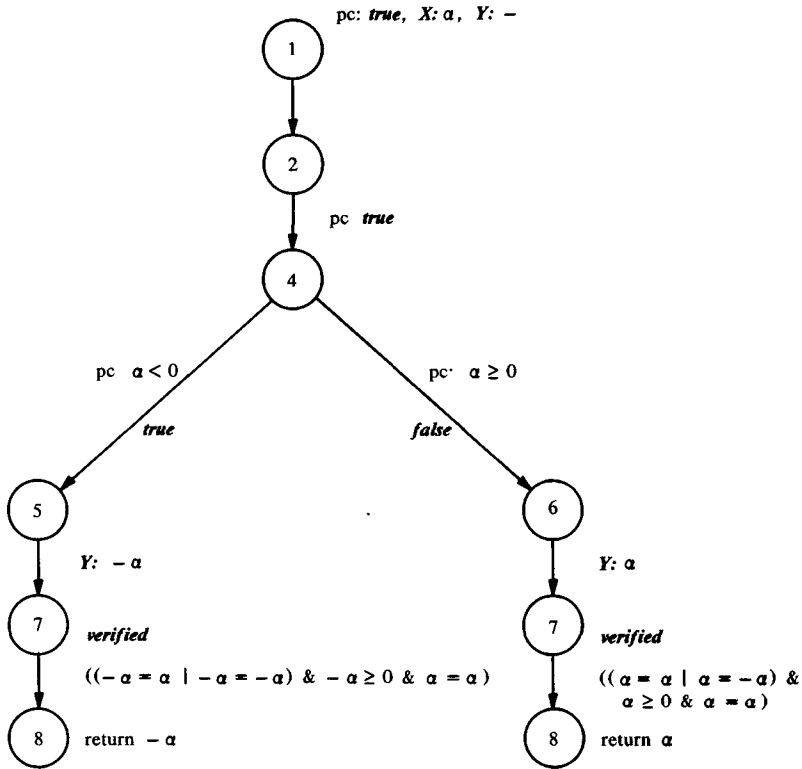 pc: true, X: α, Y: –
1
2
pc true
4
pc α < 0
pc· α ≥ 0
true
false
5
6
Y: – α
Y: α
7
verified
7
verified
((– α = α | – α = – α) & – α ≥ 0 & α = α)
((α = α | α = – α) &
α ≥ 0 & α = α)
8
return – α
8
return α